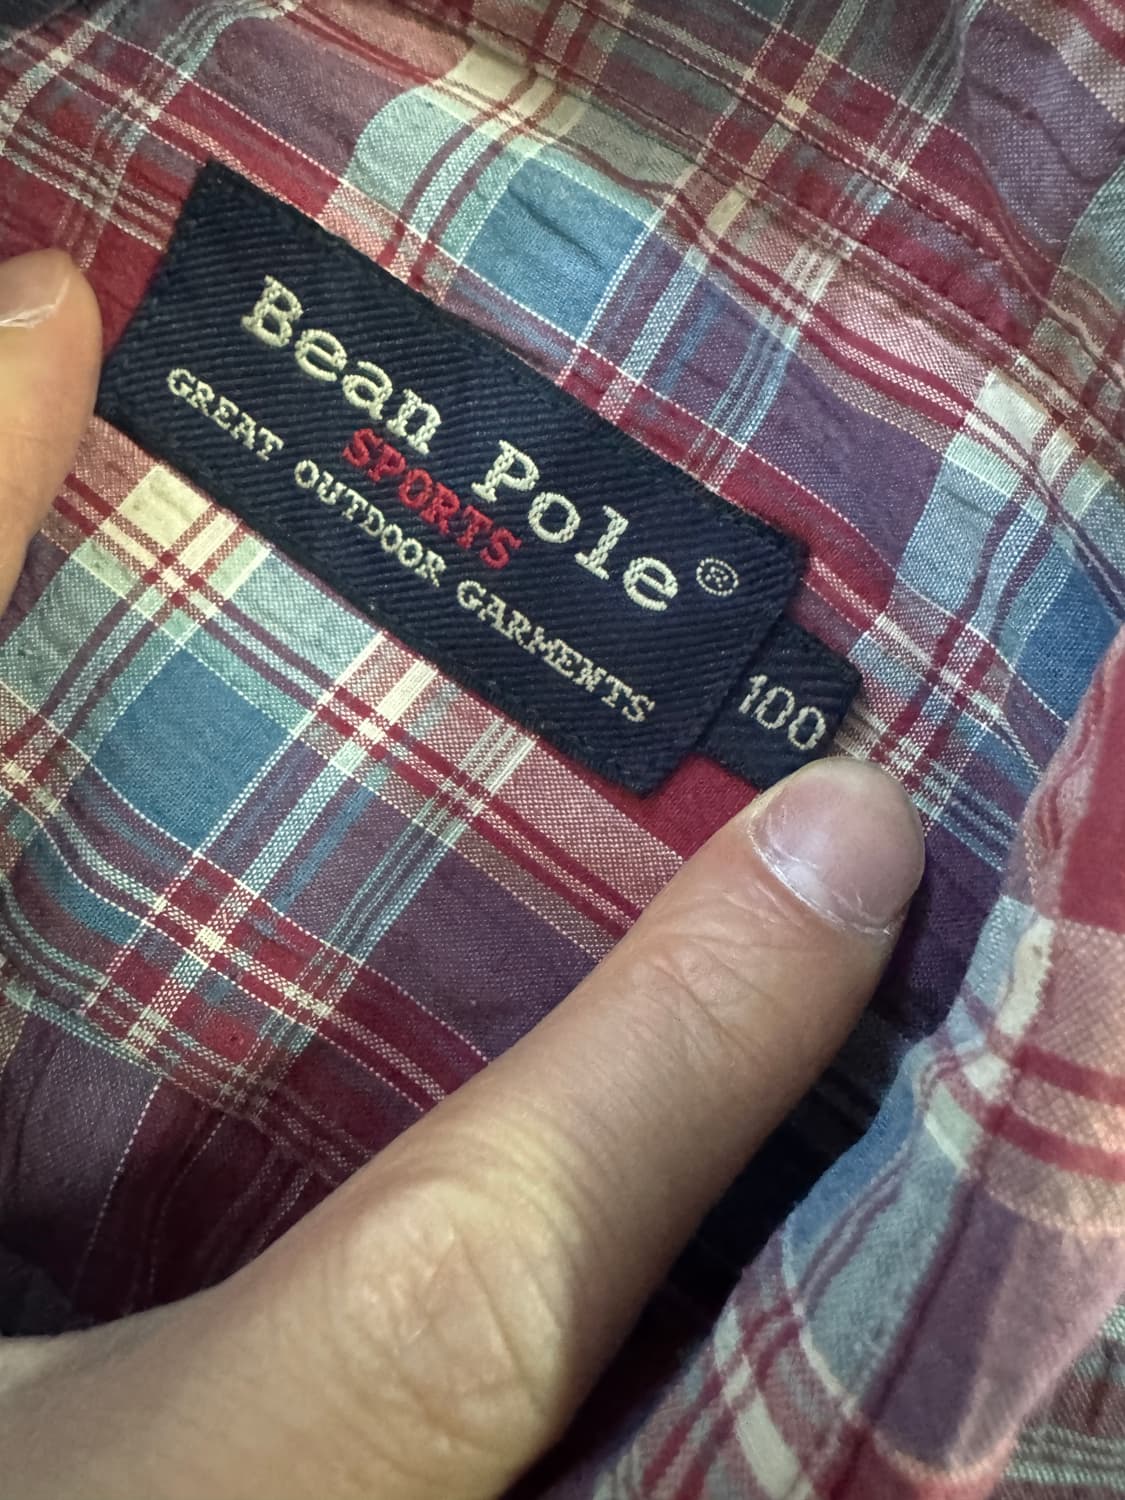 Bean Pole®
SPORTS
GREAT OUTDOOR GARMENTS
100